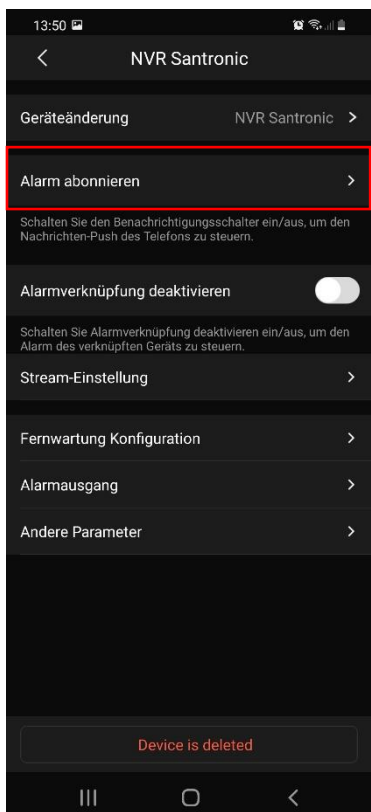 13:50
NVR Santronic
Geräteänderung NVR Santronic
Alarm abonnieren
Schalten Sie den Benachrichtigungsschalter ein/aus, um den
Nachrichten-Push des Telefons zu steuern.
Alarmverknüpfung deaktivieren
Schalten Sie Alarmverknüpfung deaktivieren ein/aus, um den
Alarm des verknüpften Geräts zu steuern.
Stream-Einstellung
Fernwartung Konfiguration
Alarmausgang
Andere Parameter
Device is deleted